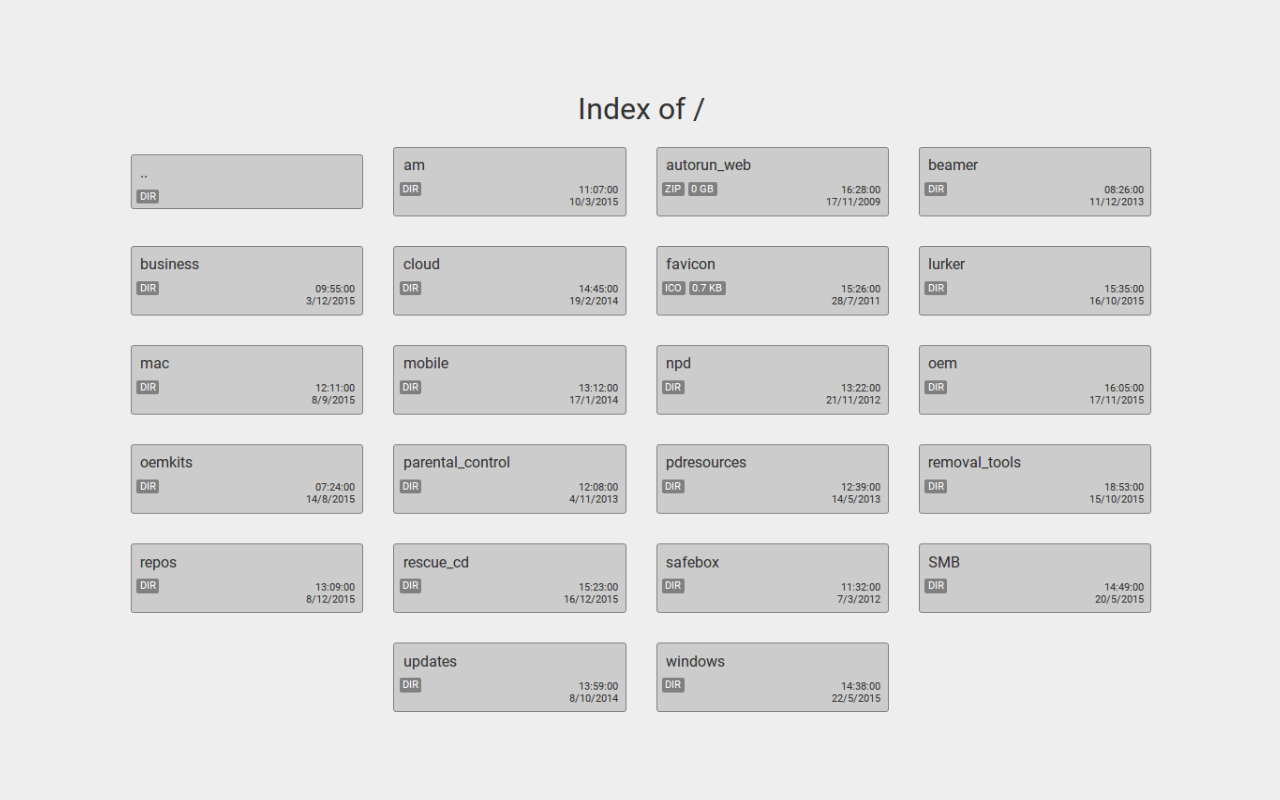 Index of /
..
DIR
am
DIR 11:07:00
10/3/2015
autorun_web
ZIP 0 GB 16:28:00
17/11/2009
beamer
DIR 08:26:00
11/12/2013
business
DIR 09:55:00
3/12/2015
cloud
DIR 14:45:00
19/2/2014
favicon
ICO 0.7 KB 15:26:00
28/7/2011
lurker
DIR 15:35:00
16/10/2015
mac
DIR 12:11:00
8/9/2015
mobile
DIR 13:12:00
17/1/2014
npd
DIR 13:22:00
21/11/2012
oem
DIR 16:05:00
17/11/2015
oemkits
DIR 07:24:00
14/8/2015
parental_control
DIR 12:08:00
4/11/2013
pdresources
DIR 12:39:00
14/5/2013
removal_tools
DIR 18:53:00
15/10/2015
repos
DIR 13:09:00
8/12/2015
rescue_cd
DIR 15:23:00
16/12/2015
safebox
DIR 11:32:00
7/3/2012
SMB
DIR 14:49:00
20/5/2015
updates
DIR 13:59:00
8/10/2014
windows
DIR 14:38:00
22/5/2015